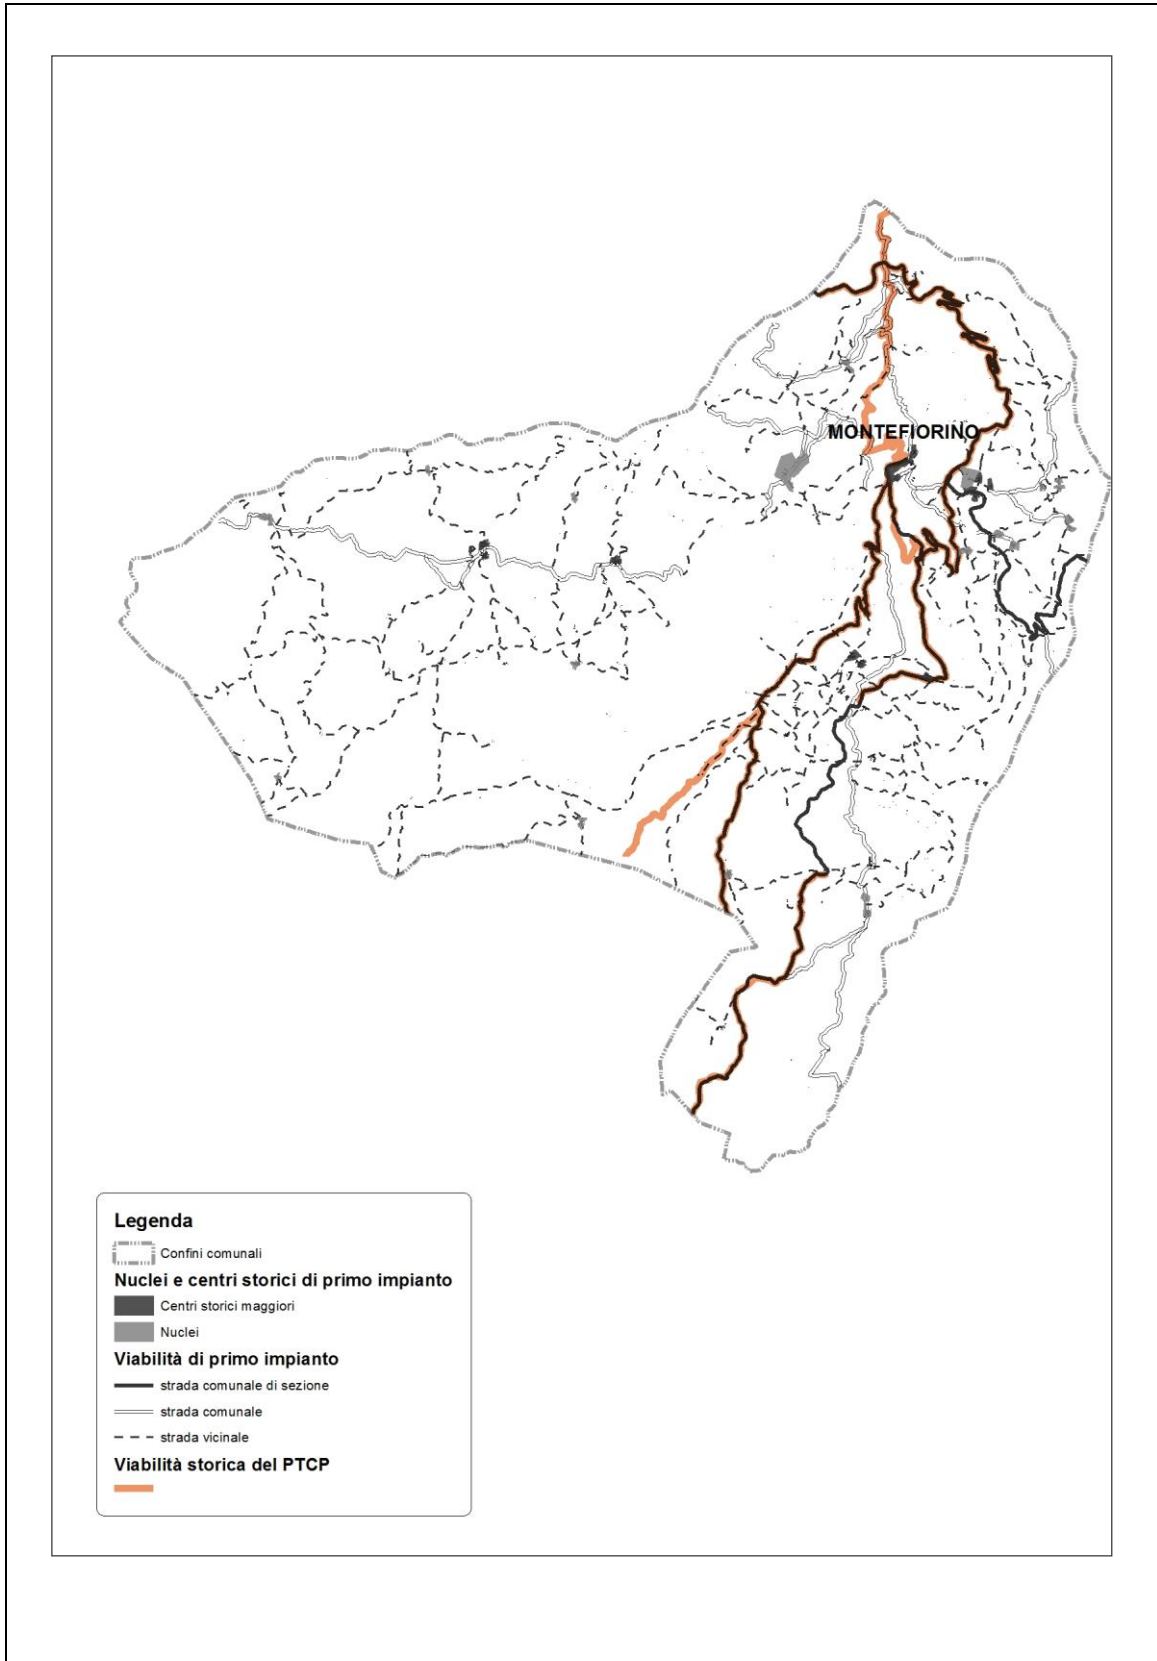 MONTEFIORINO
Legenda
Confini comunali
Nuclei e centri storici di primo impianto
Centri storici maggiori
Nuclei
Viabilità di primo impianto
strada comunale di sezione
strada comunale
strada vicinale
Viabilità storica del PTCP